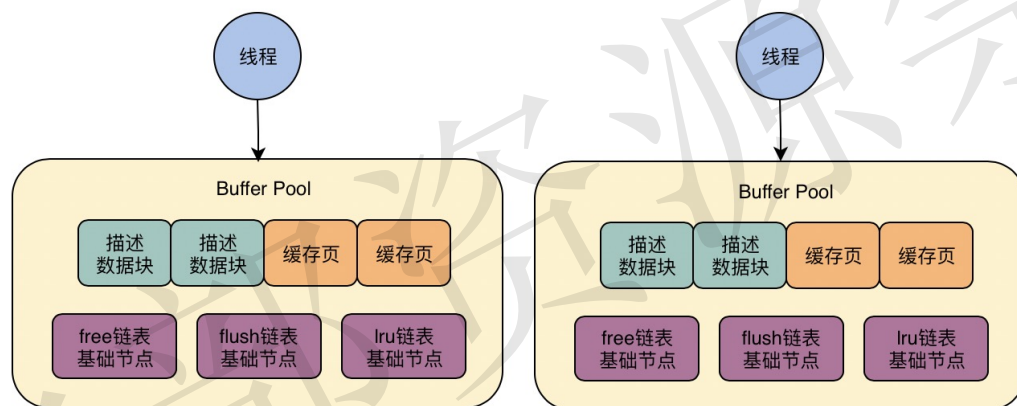 线程
线程
Buffer Pool
描述
数据块
描述
数据块
缓存页
缓存页
free链表
基础节点
flush链表
基础节点
lru链表
基础节点
Buffer Pool
描述
数据块
描述
数据块
缓存页
缓存页
free链表
基础节点
flush链表
基础节点
lru链表
基础节点